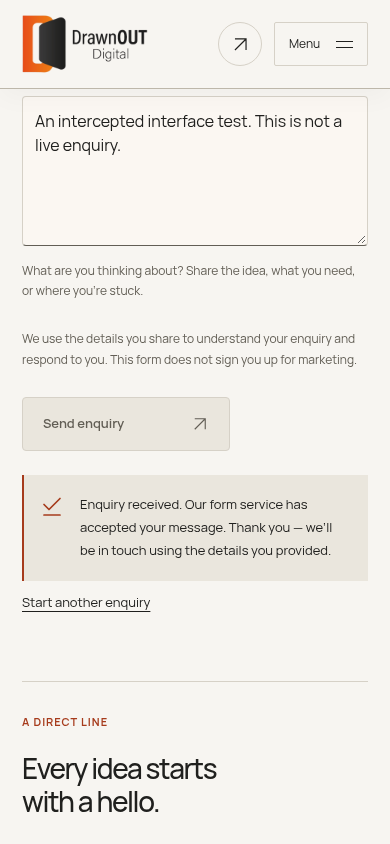 DrawnOUT
Digital
Menu
An intercepted interface test. This is not a
live enquiry.
What are you thinking about? Share the idea, what you need,
or where you're stuck.
We use the details you share to understand your enquiry and
respond to you. This form does not sign you up for marketing.
Send enquiry
Enquiry received. Our form service has
accepted your message. Thank you — we'll
be in touch using the details you provided.
Start another enquiry
A DIRECT LINE
Every idea starts
with a hello.